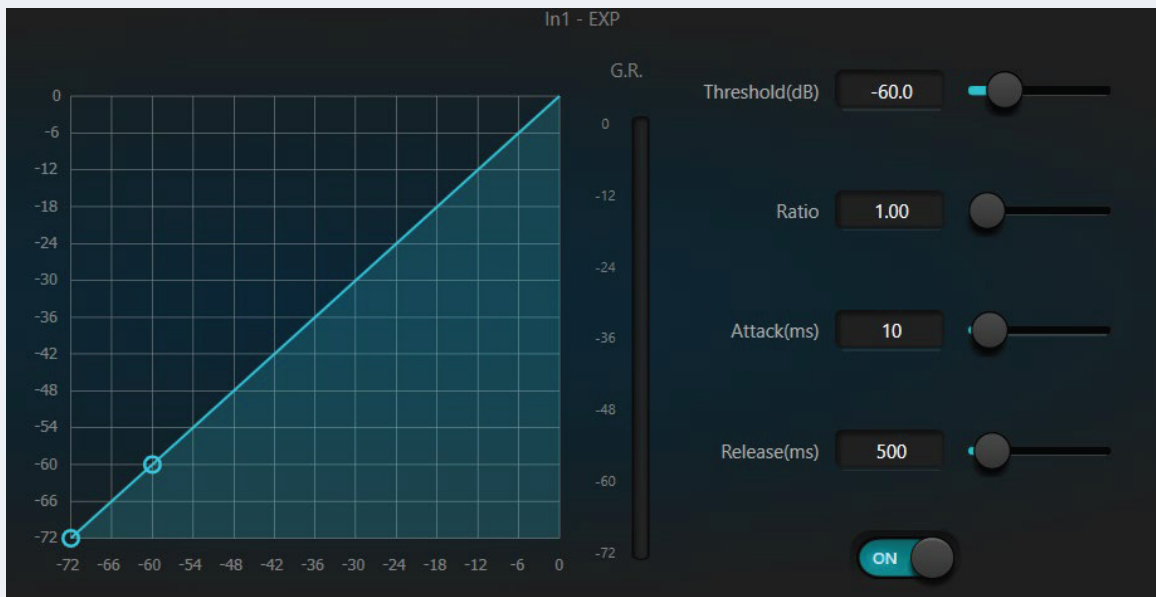 In1 - EXP
G.R.
0
-6
-12
-18
-24
-30
-36
-42
-48
-54
-60
-66
-72
-72 -66 -60 -54 -48 -42 -36 -30 -24 -18 -12 -6 0
0
-12
-24
-36
-48
-60
-72
Threshold(dB) -60.0
Ratio 1.00
Attack(ms) 10
Release(ms) 500
ON